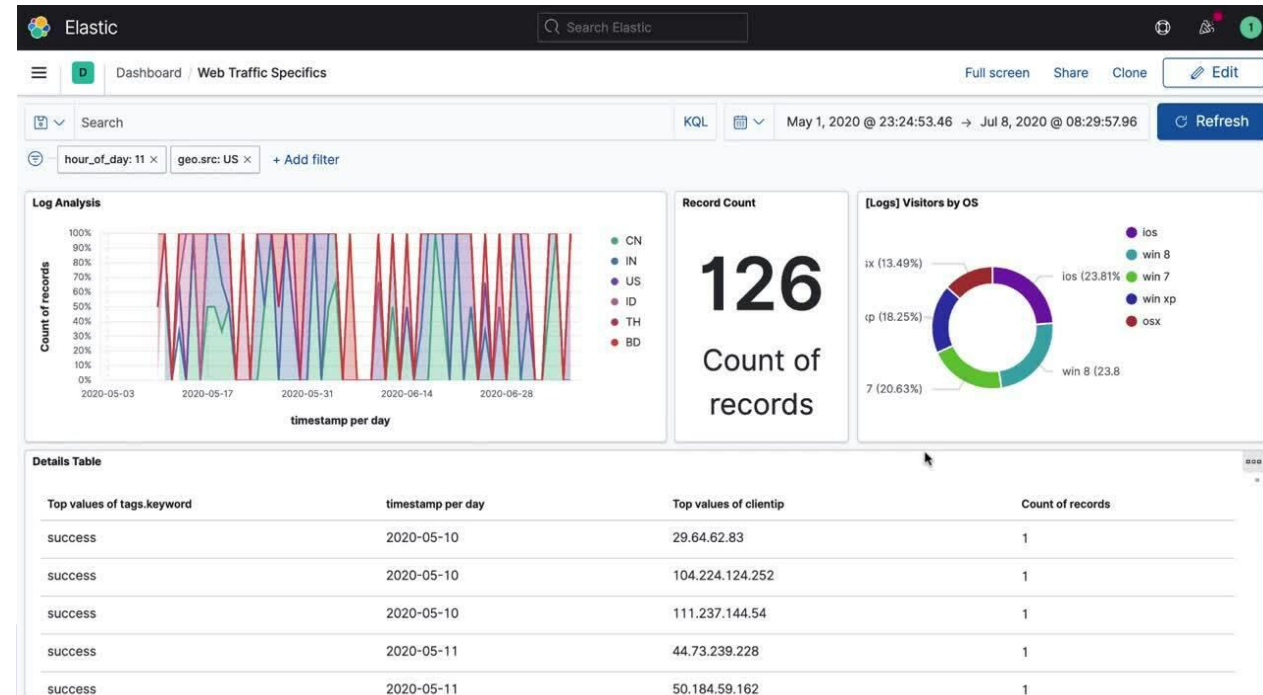 Elastic
Search Elastic
1
D Dashboard / Web Traffic Specifics Full screen Share Clone Edit
Search KQL May 1, 2020 @ 23:24:53.46 → Jul 8, 2020 @ 08:29:57.96 Refresh
hour_of_day: 11 × geo.src: US × + Add filter
Log Analysis
100%
90%
80%
70%
60%
50%
40%
30%
20%
10%
0%
Count of records
2020-05-03 2020-05-17 2020-05-31 2020-06-14 2020-06-28
timestamp per day
CN
IN
US
ID
TH
BD
Record Count
126
Count of
records
[Logs] Visitors by OS
ix (13.49%)
ios (23.81%
(18.25%)
win 8 (23.8
7 (20.63%)
ios
win 8
win 7
win xp
osx
Details Table
Top values of tags.keyword timestamp per day Top values of clientip Count of records
success 2020-05-10 29.64.62.83 1
success 2020-05-10 104.224.124.252 1
success 2020-05-10 111.237.144.54 1
success 2020-05-11 44.73.239.228 1
success 2020-05-11 50.184.59.162 1